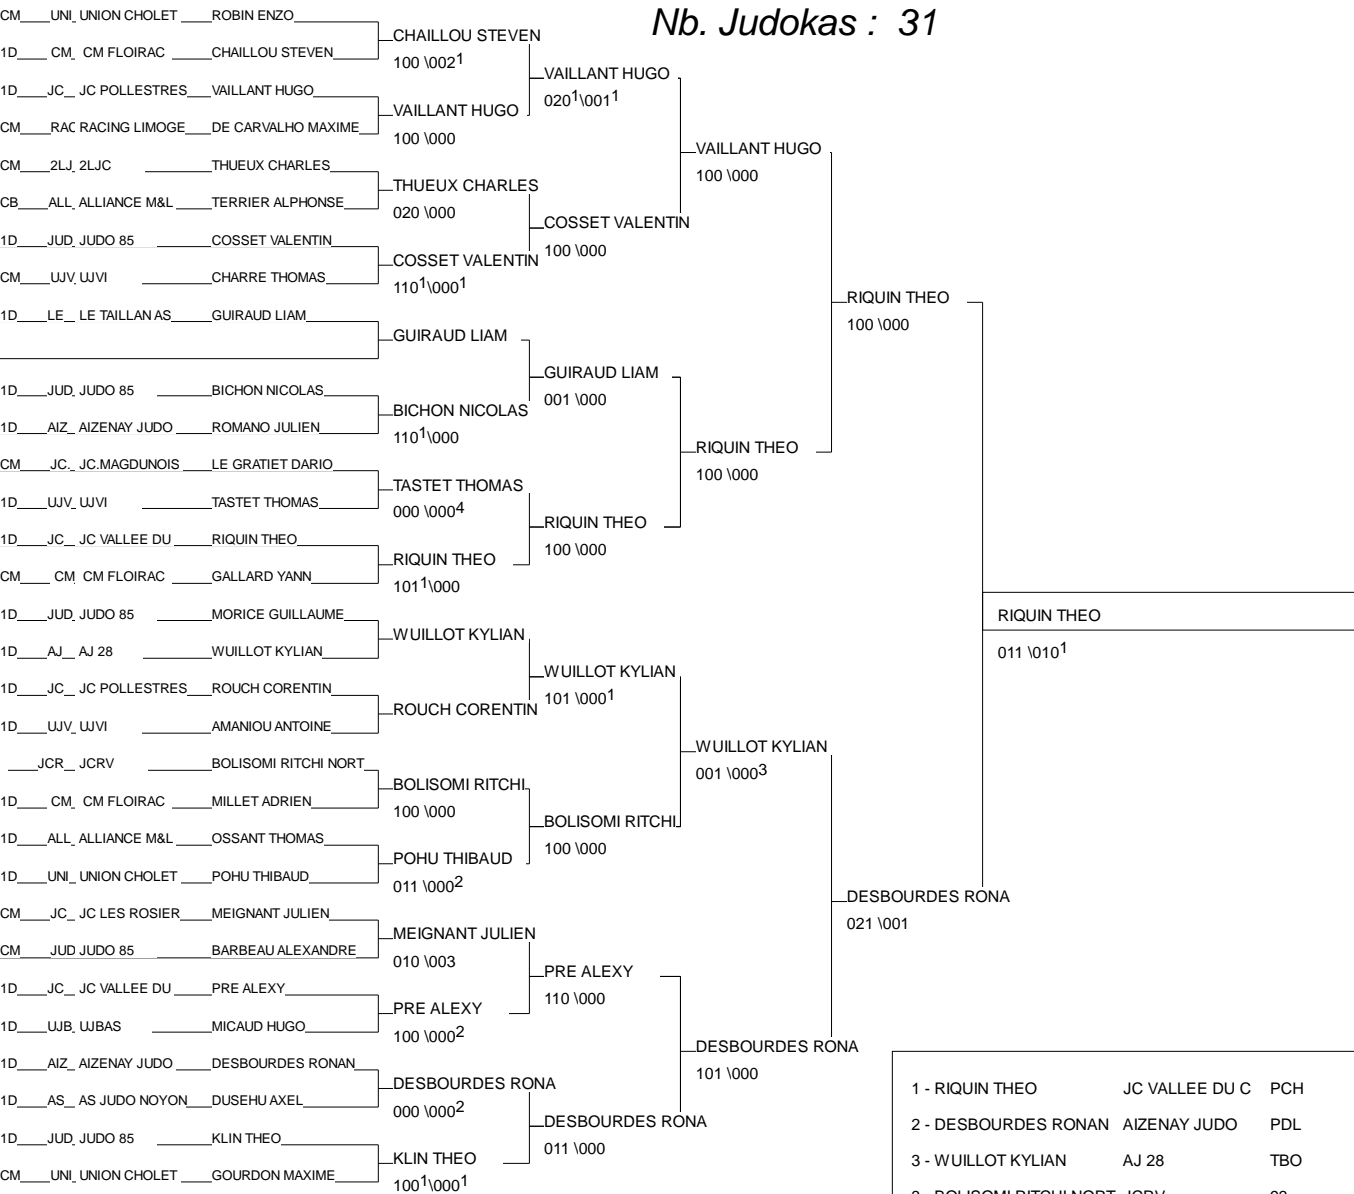 Nb. Judokas : 31
CM UNI UNION CHOLET ROBIN ENZO
1D CM CM FLOIRAC CHAILLOU STEVEN
1D JC JC POLLESTRES VAILLANT HUGO
CM RAC RACING LIMOGE DE CARVALHO MAXIME
CM 2LJ 2LJC THUEUX CHARLES
CB ALL ALLIANCE M&L TERRIER ALPHONSE
1D JUD JUDO 85 COSSET VALENTIN
CM UJV UJVI CHARRE THOMAS
1D LE LE TAILLAN AS GUIRAUD LIAM
1D JUD JUDO 85 BICHON NICOLAS
1D AIZ AIZENAY JUDO ROMANO JULIEN
CM JC. JC.MAGDUNOIS LE GRATIET DARIO
1D UJV UJVI TASTET THOMAS
1D JC JC VALLEE DU RIQUIN THEO
CM CM CM FLOIRAC GALLARD YANN
1D JUD JUDO 85 MORICE GUILLAUME
1D AJ AJ 28 WUILLOT KYLIAN
1D JC JC POLLESTRES ROUCH CORENTIN
1D UJV UJVI AMANIOU ANTOINE
JCR JCRV BOLISOMI RITCHI NORT
1D CM CM FLOIRAC MILLET ADRIEN
1D ALL ALLIANCE M&L OSSANT THOMAS
1D UNI UNION CHOLET POHU THIBAUD
CM JC JC LES ROSIER MEIGNANT JULIEN
CM JUD JUDO 85 BARBEAU ALEXANDRE
1D JC JC VALLEE DU PRE ALEXY
1D UJB UJBAS MICAUD HUGO
1D AIZ AIZENAY JUDO DESBOURDES RONAN
1D AS AS JUDO NOYON DUSEHU AXEL
1D JUD JUDO 85 KLIN THEO
CM UNI UNION CHOLET GOURDON MAXIME
CHAILLOU STEVEN
100 \002¹
VAILLANT HUGO
100 \000
THUEUX CHARLES
020 \000
COSSET VALENTIN
110¹\000¹
GUIRAUD LIAM
BICHON NICOLAS
110¹\000
TASTET THOMAS
000 \000⁴
RIQUIN THEO
101¹\000
WUILLOT KYLIAN
ROUCH CORENTIN
BOLISOMI RITCHI
100 \000
POHU THIBAUD
011 \000²
MEIGNANT JULIEN
010 \003
PRE ALEXY
100 \000²
DESBOURDES RONA
000 \000²
KLIN THEO
100¹\000¹
VAILLANT HUGO
020¹\001¹
COSSET VALENTIN
100 \000
GUIRAUD LIAM
001 \000
RIQUIN THEO
100 \000
WUILLOT KYLIAN
101 \000¹
BOLISOMI RITCHI
100 \000
PRE ALEXY
110 \000
DESBOURDES RONA
011 \000
VAILLANT HUGO
100 \000
RIQUIN THEO
100 \000
WUILLOT KYLIAN
001 \000³
DESBOURDES RONA
101 \000
RIQUIN THEO
100 \000
DESBOURDES RONA
021 \001
RIQUIN THEO
011 \010¹
1 - RIQUIN THEO JC VALLEE DU C PCH
2 - DESBOURDES RONAN AIZENAY JUDO PDL
3 - WUILLOT KYLIAN AJ 28 TBO
BOLISOMI RITCHI NORT JCRV